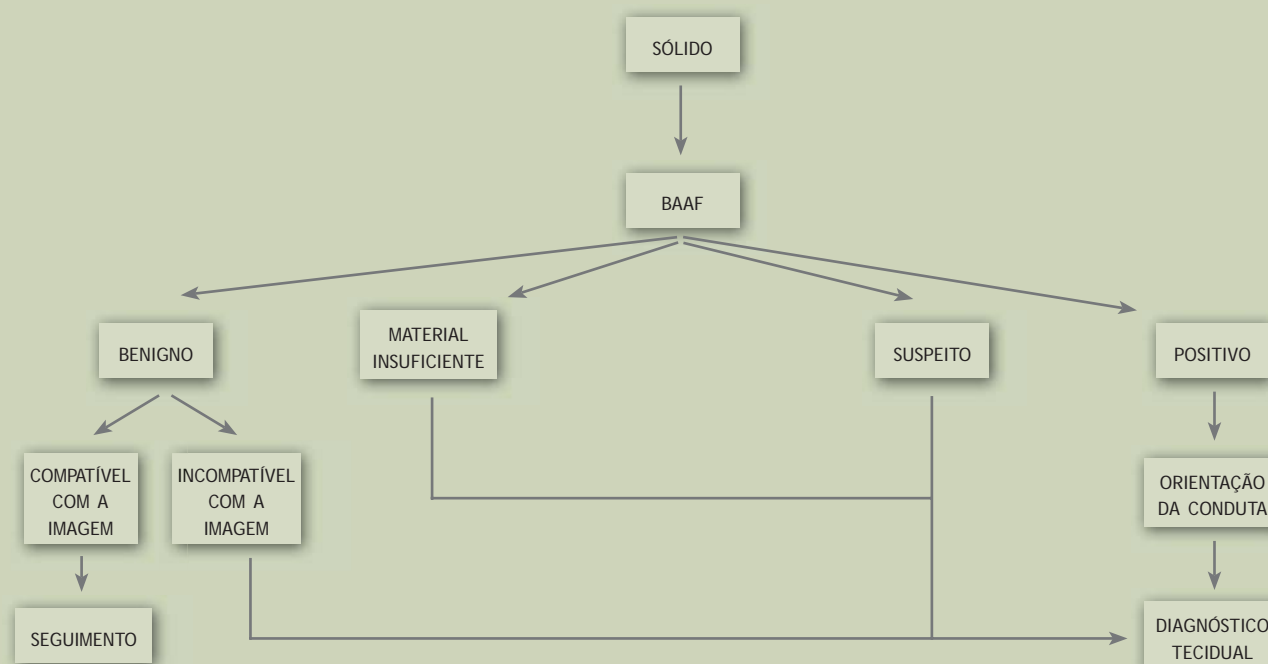 SÓLIDO
BAAF
BENIGNO
MATERIAL
INSUFICIENTE
SUSPEITO
POSITIVO
COMPATÍVEL
COM A
IMAGEM
INCOMPATÍVEL
COM A
IMAGEM
ORIENTAÇÃO
DA CONDUTA
SEGUIMENTO
DIAGNÓSTICO
TECIDUAL